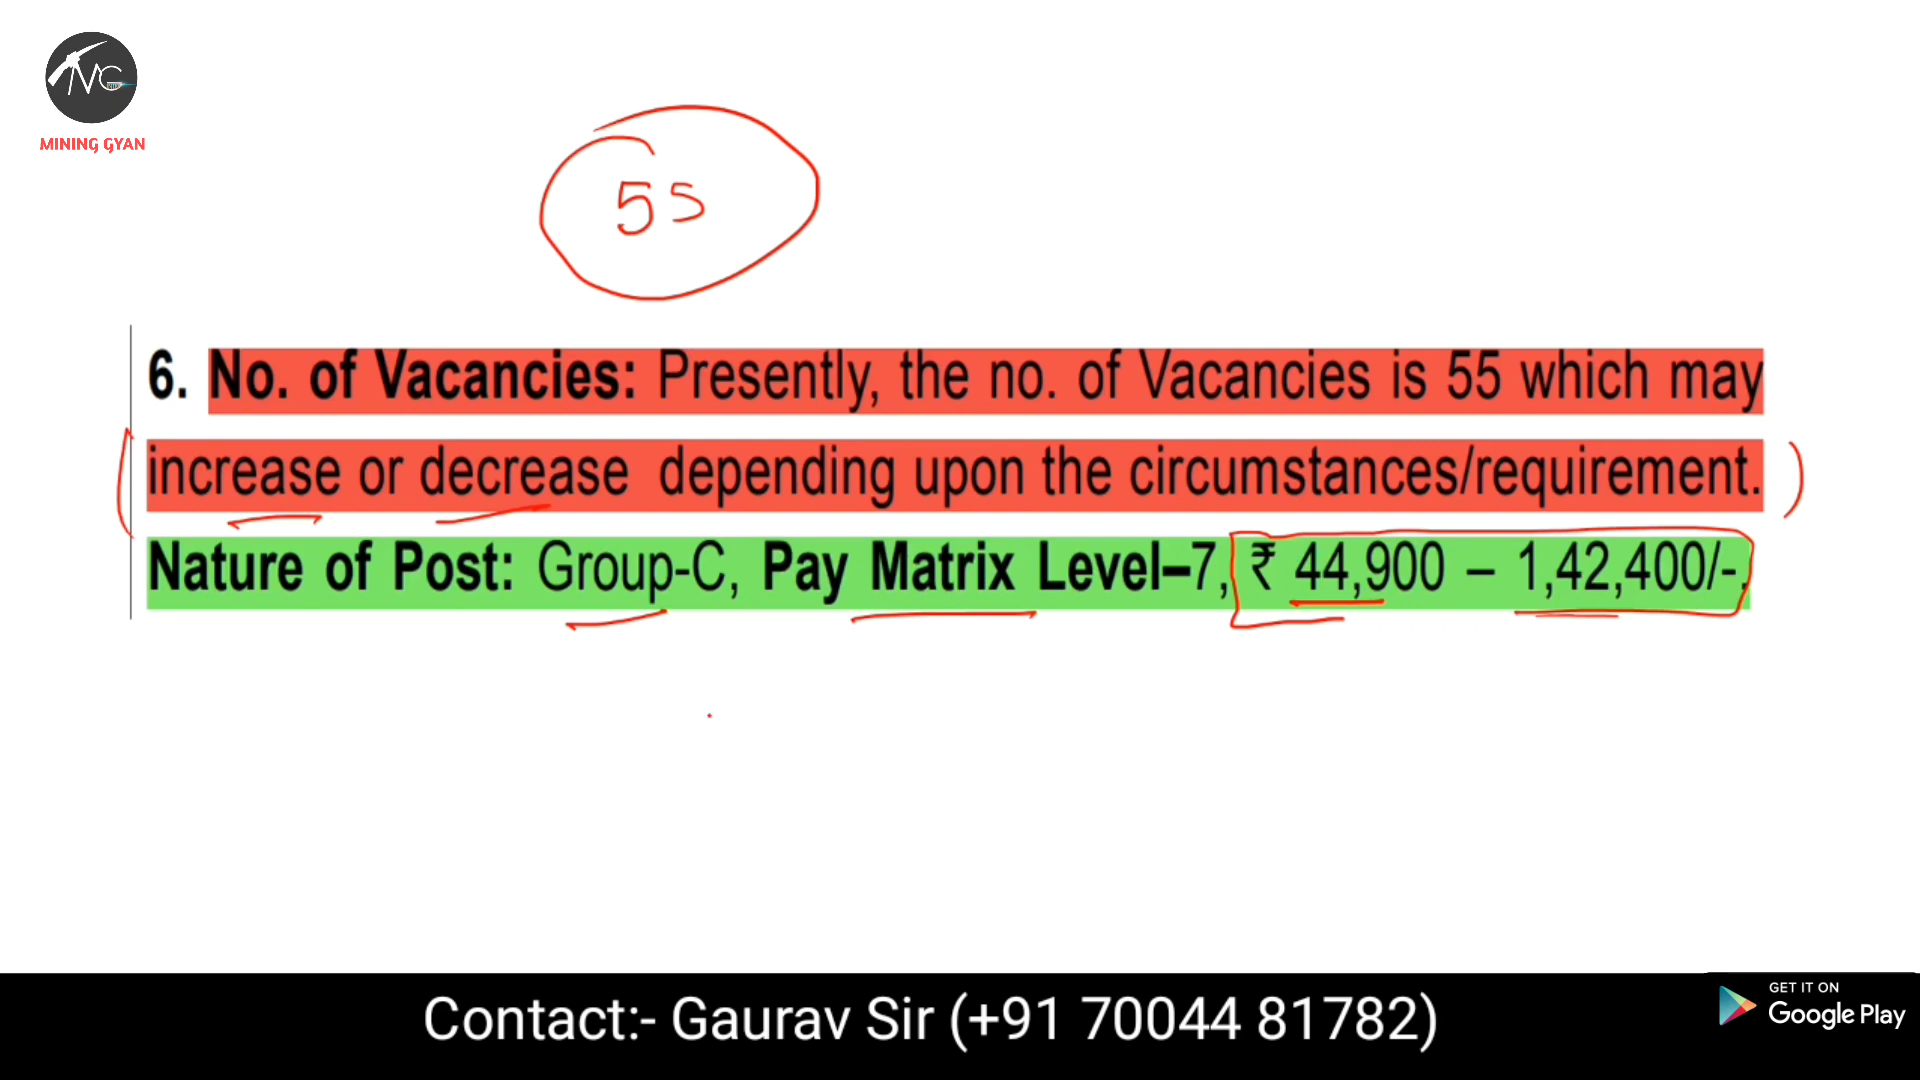 MG
MINING GYAN
55
6. No. of Vacancies: Presently, the no. of Vacancies is 55 which may
increase or decrease depending upon the circumstances/requirement.
Nature of Post: Group-C, Pay Matrix Level–7, ₹ 44,900 – 1,42,400/-.
Contact:- Gaurav Sir (+91 70044 81782)
GET IT ON
Google Play